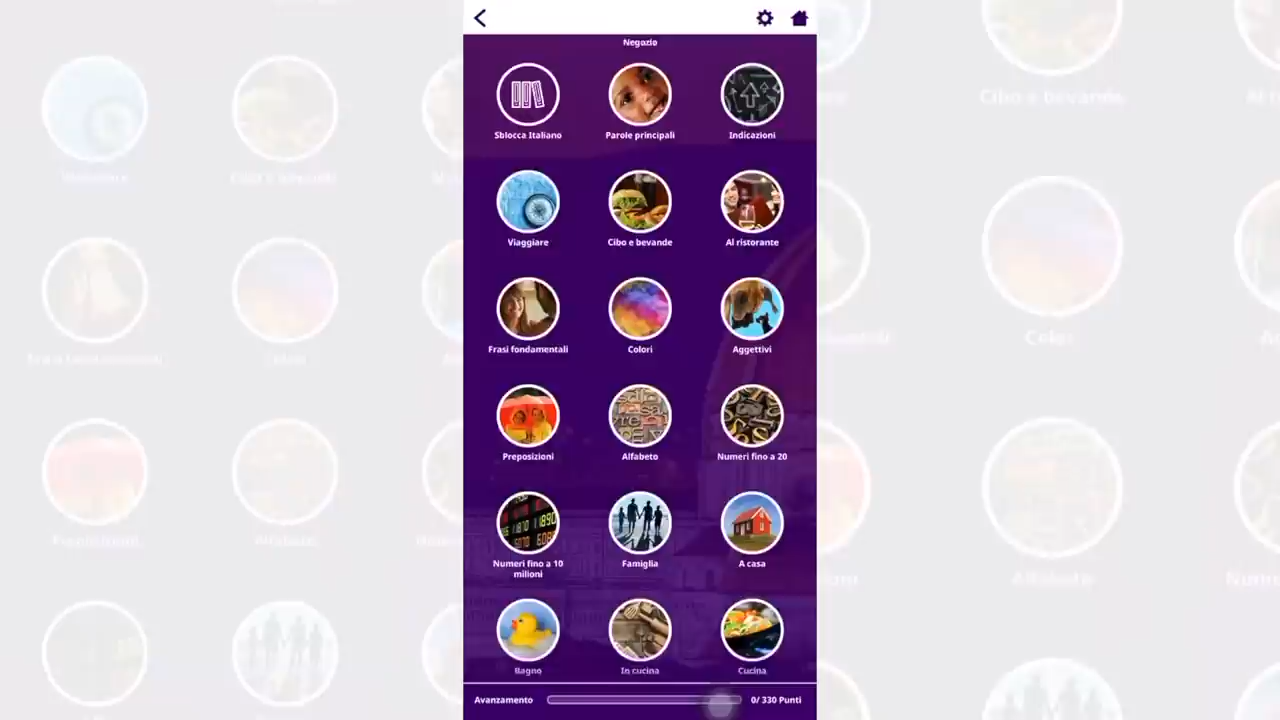 Negozio
Sblocca Italiano
Parole principali
Indicazioni
Viaggiare
Cibo e bevande
Al ristorante
Frasi fondamentali
Colori
Aggettivi
Preposizioni
Alfabeto
Numeri fino a 20
Numeri fino a 10
milioni
Famiglia
A casa
Bagno
In cucina
Cucina
Avanzamento
0/ 330 Punti